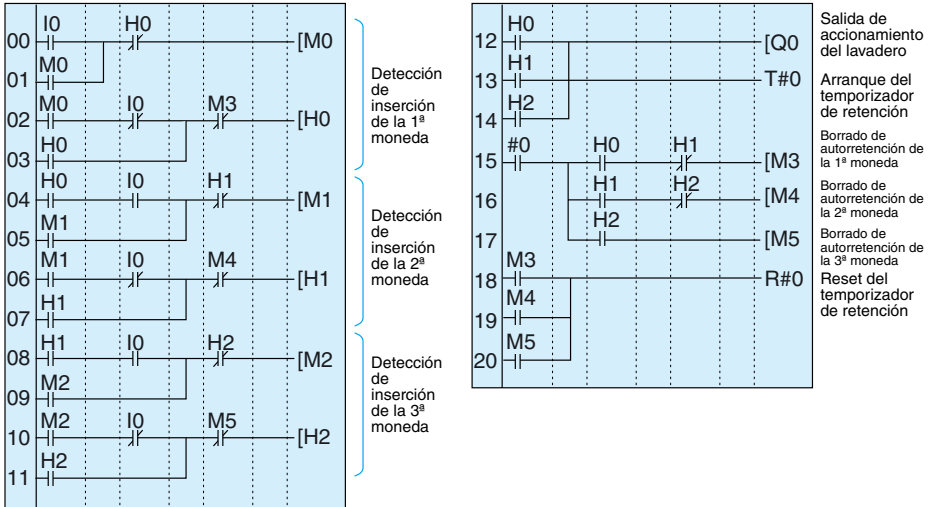 I0 H0
00 [M0
M0
01
M0 I0 M3
02 [H0
H0
03
H0 I0 H1
04 [M1
M1
05
M1 I0 M4
06 [H1
H1
07
H1 I0 H2
08 [M2
M2
09
M2 I0 M5
10 [H2
H2
11
Detección
de
inserción
de la 1ª
moneda
Detección
de
inserción
de la 2ª
moneda
Detección
de
inserción
de la 3ª
moneda
H0
12 [Q0
H1
13 T#0
H2
14
#0 H0 H1
15 [M3
H1 H2
16 [M4
H2
17 [M5
M3
18 R#0
M4
19
M5
20
Salida de
accionamiento
del lavadero
Arranque del
temporizador
de retención
Borrado de
autorretención de
la 1ª moneda
Borrado de
autorretención de
la 2ª moneda
Borrado de
autorretención de
la 3ª moneda
Reset del
temporizador
de retención